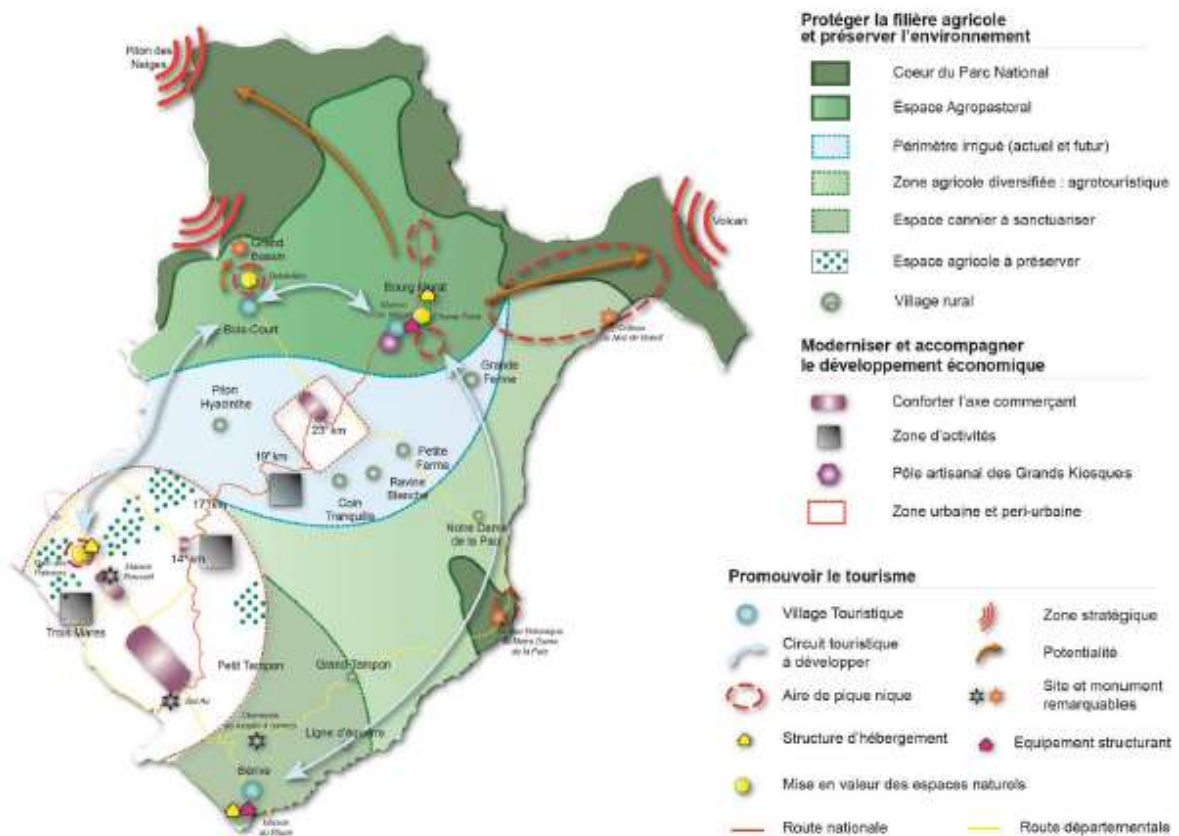 Piton des
Neiges
Volcan
Grand
Bassin
Bourg Murat
Bois-Court
Grande
Ferme
Piton
Hyacinthe
23° km
19° km
Petite
Ferme
Ravine
Blanche
Coin
Tranquille
17° km
Notre Dame
de la Paix
14° km
Trois Mares
Petit Tampon
Grand-Tampon
Ligne d'équerre
Bérive
Protéger la filière agricole
et préserver l'environnement
Coeur du Parc National
Espace Agropastoral
Périmètre irrigué (actuel et futur)
Zone agricole diversifiée : agrotouristique
Espace cannier à sanctuariser
Espace agricole à préserver
Village rural
Moderniser et accompagner
le développement économique
Conforter l'axe commerçant
Zone d'activités
Pôle artisanal des Grands Kiosques
Zone urbaine et peri-urbaine
Promouvoir le tourisme
Village Touristique
Zone stratégique
Circuit touristique
à développer
Potentialité
Aire de pique nique
Site et monument
remarquables
Structure d'hébergement
Equipement structurant
Mise en valeur des espaces naturels
Route nationale
Route départementale